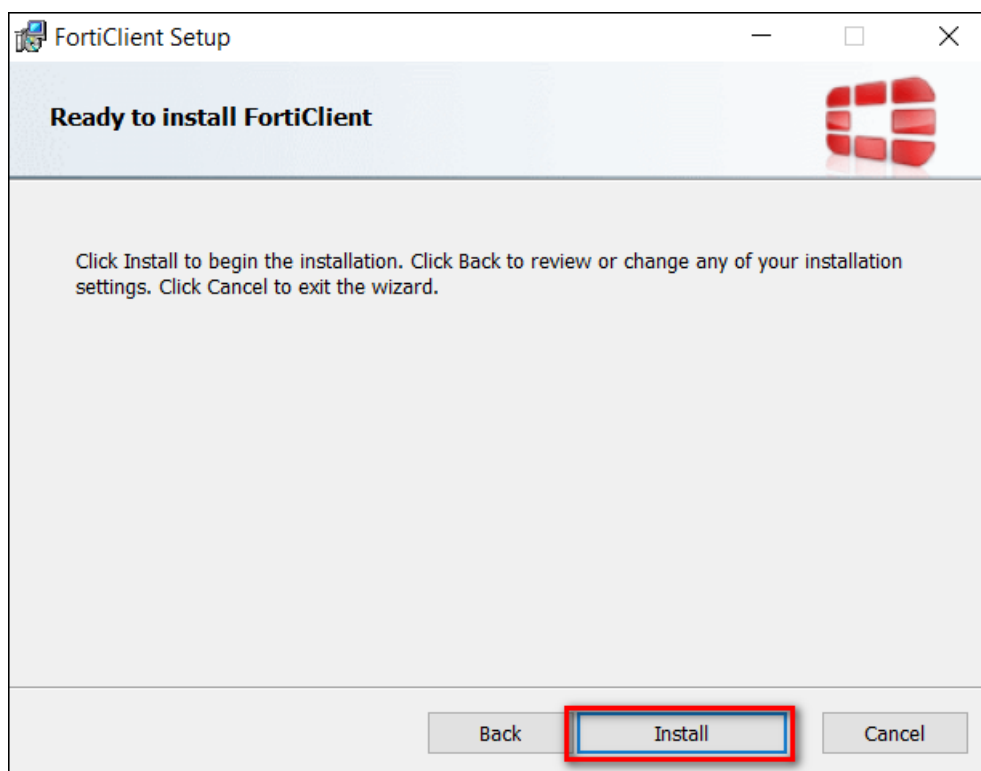 FortiClient Setup
Ready to install FortiClient
Click Install to begin the installation. Click Back to review or change any of your installation
settings. Click Cancel to exit the wizard.
Back Install Cancel